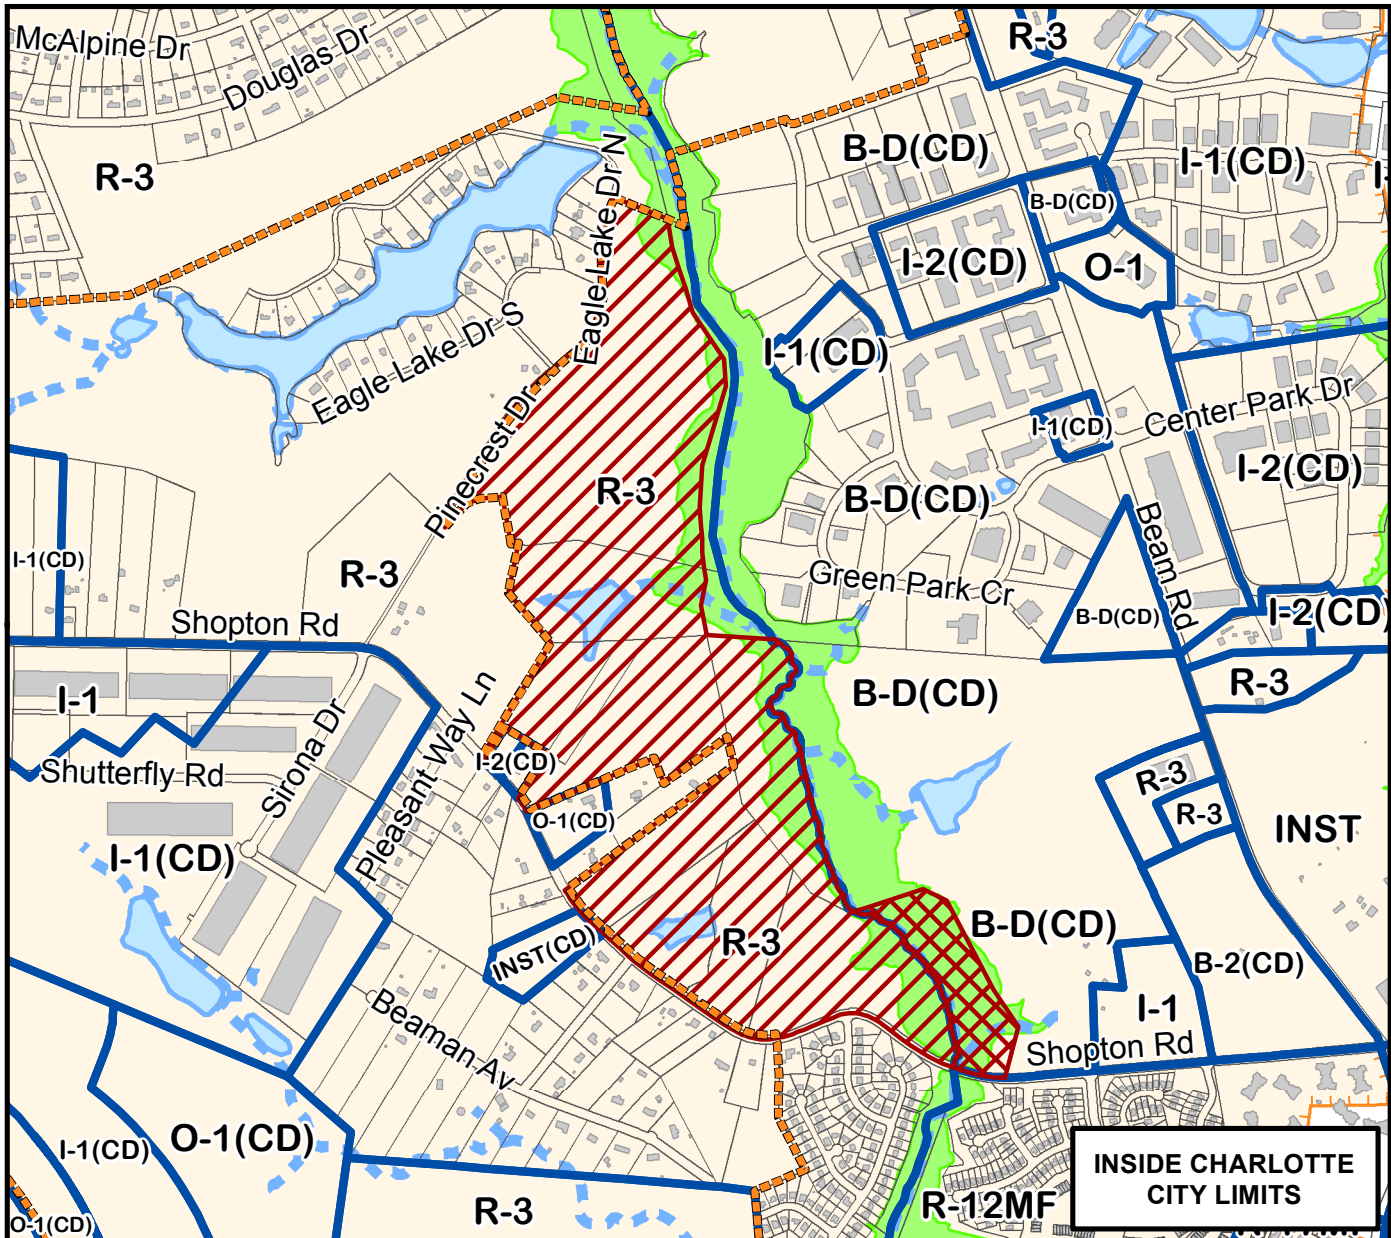 McAlpine Dr
Douglas Dr
R-3
R-3
B-D(CD)
I-1(CD)
B-D(CD)
Eagle Lake Dr N
I-2(CD)
O-1
I-1(CD)
Eagle Lake Dr S
Center Park Dr
I-1(CD)
I-2(CD)
Pinecrest Dr
R-3
B-D(CD)
Beam Rd
I-1(CD)
R-3
Green Park Cr
B-D(CD)
I-2(CD)
Shopton Rd
R-3
B-D(CD)
I-1
Pleasant Way Ln
Sirona Dr
Shutterfly Rd
I-2(CD)
R-3
R-3
O-1(CD)
INST
I-1(CD)
INST(CD)
R-3
B-D(CD)
B-2(CD)
I-1
Beaman Av
Shopton Rd
O-1(CD)
I-1(CD)
R-3
R-12MF
O-1(CD)
INSIDE CHARLOTTE
CITY LIMITS